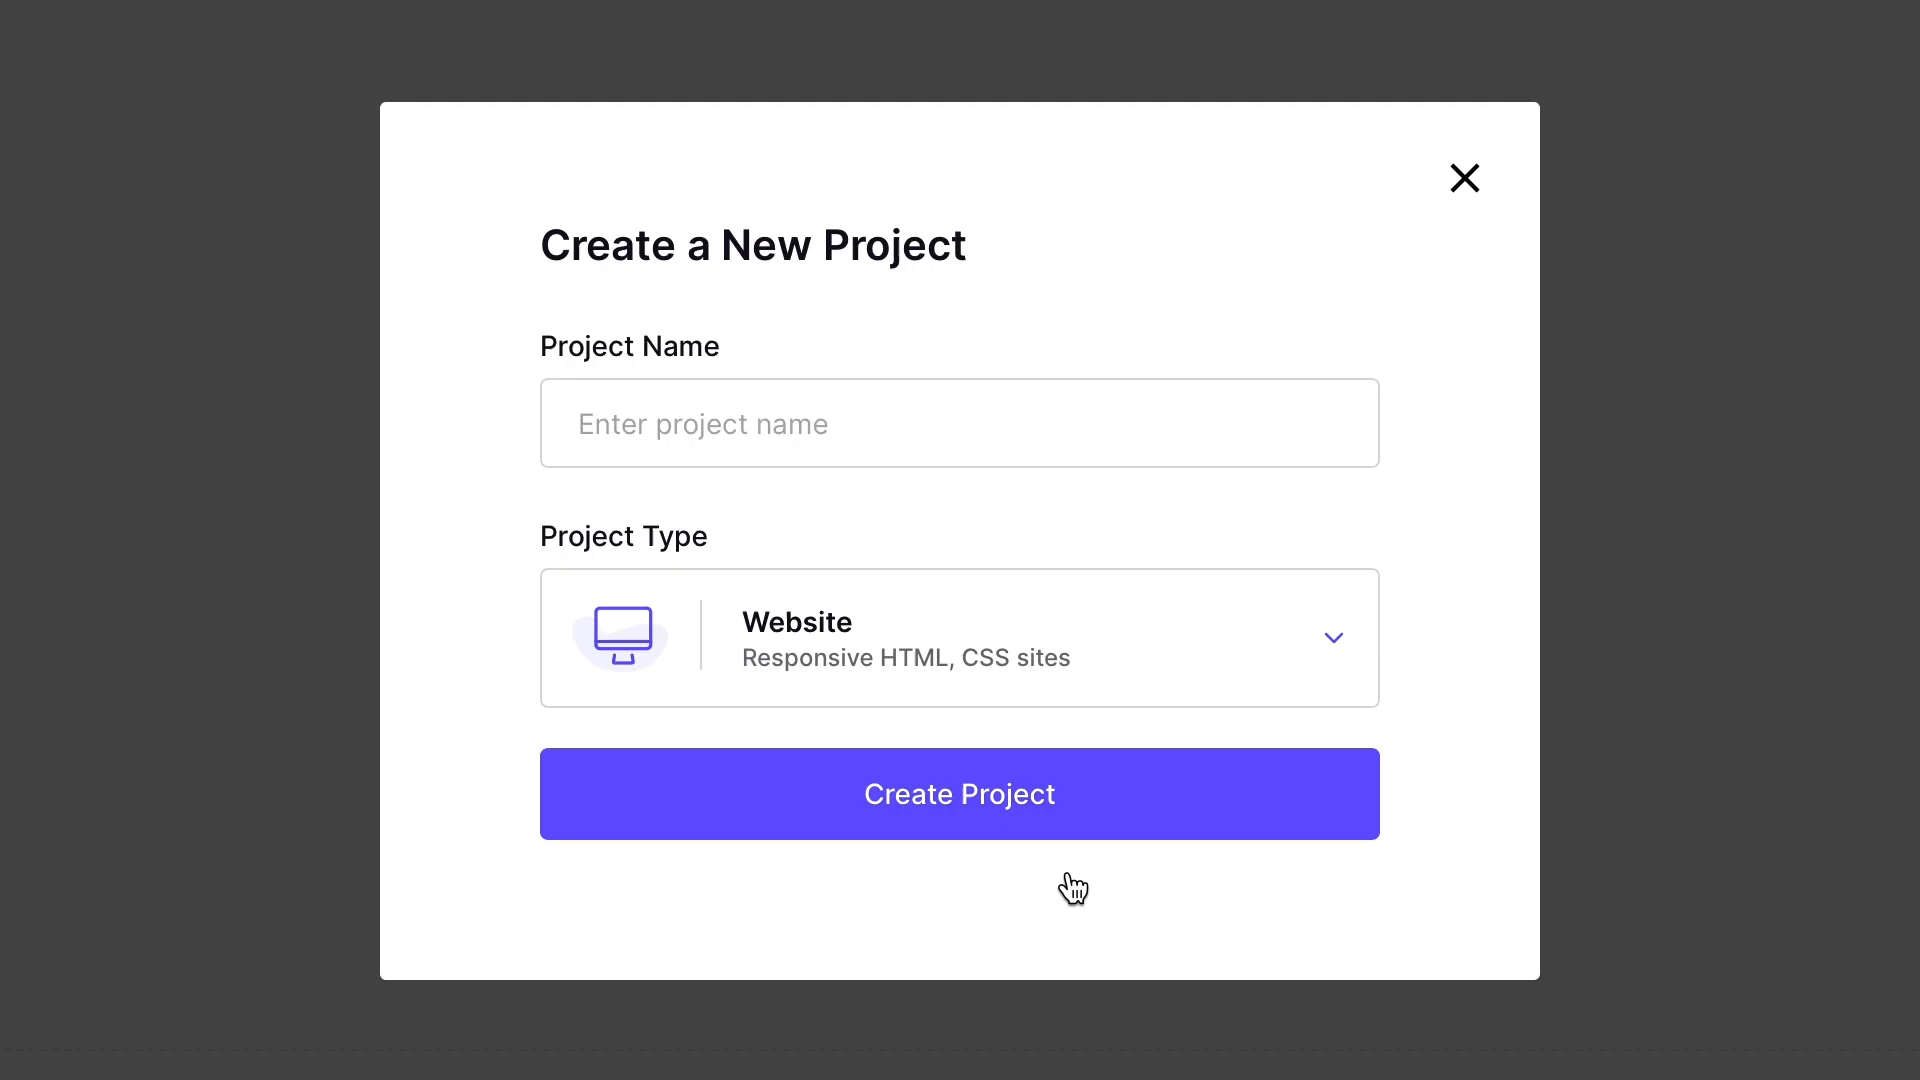 Create a New Project
Project Name
Enter project name
Project Type
Website
Responsive HTML, CSS sites
Create Project